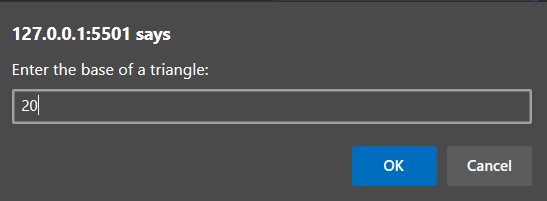 127.0.0.1:5501 says
Enter the base of a triangle:
20
OK
Cancel